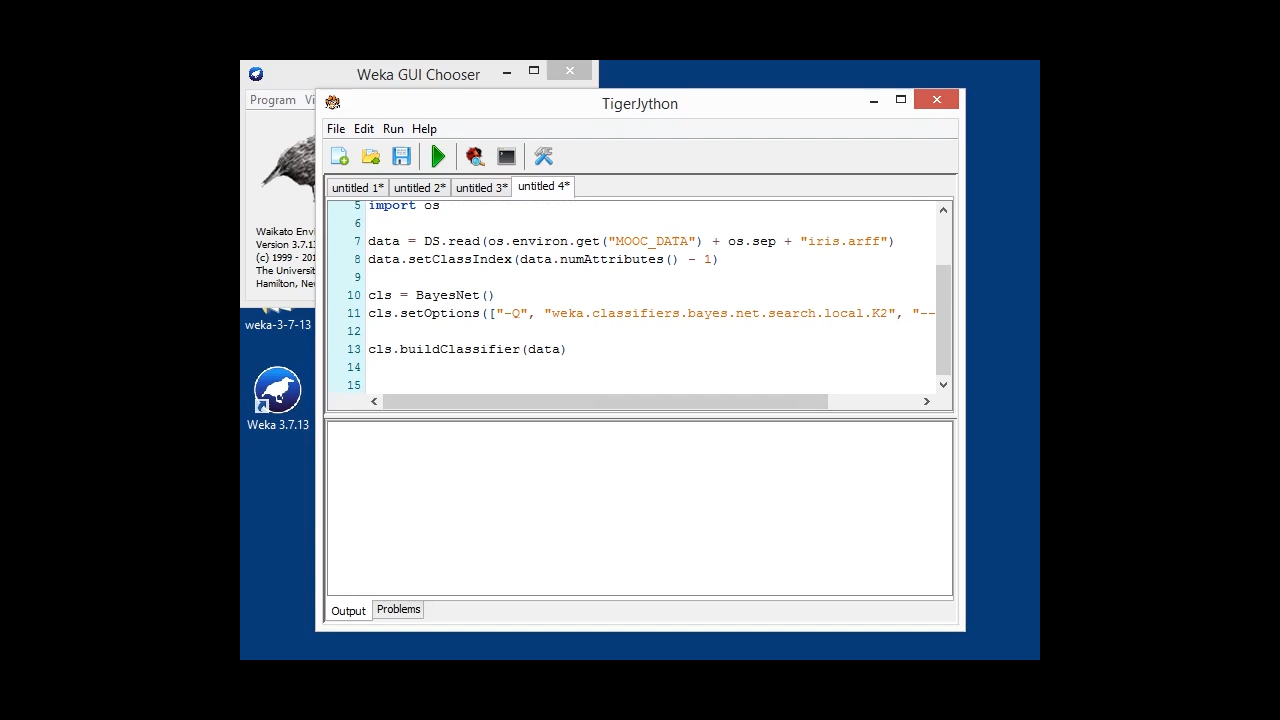 Weka GUI Chooser
Program Vi
TigerJython
File Edit Run Help
untitled 1* untitled 2* untitled 3* untitled 4*
5 import os
6
7 data = DS.read(os.environ.get("MOOC_DATA") + os.sep + "iris.arff")
8 data.setClassIndex(data.numAttributes() - 1)
9
10 cls = BayesNet()
11 cls.setOptions(["-Q", "weka.classifiers.bayes.net.search.local.K2", "--
12
13 cls.buildClassifier(data)
14
15
Waikato Envi
Version 3.7.13
(c) 1999 - 201
The Universit
Hamilton, New
weka-3-7-13
Weka 3.7.13
Output Problems